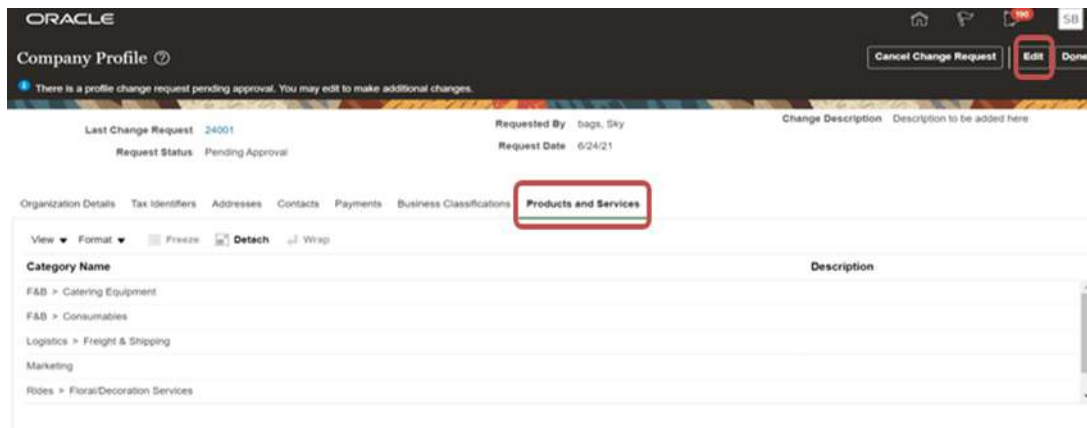 ORACLE
190
SB
Company Profile
Cancel Change Request
Edit
Done
There is a profile change request pending approval. You may edit to make additional changes.
Last Change Request 24001
Requested By bags, Sky
Change Description Description to be added here
Request Status Pending Approval
Request Date 6/24/21
Organization Details Tax Identifiers Addresses Contacts Payments Business Classifications Products and Services
View Format Freeze Detach Wrap
Category Name Description
F&B > Catering Equipment
F&B > Consumables
Logistics > Freight & Shipping
Marketing
Rides > Floral/Decoration Services